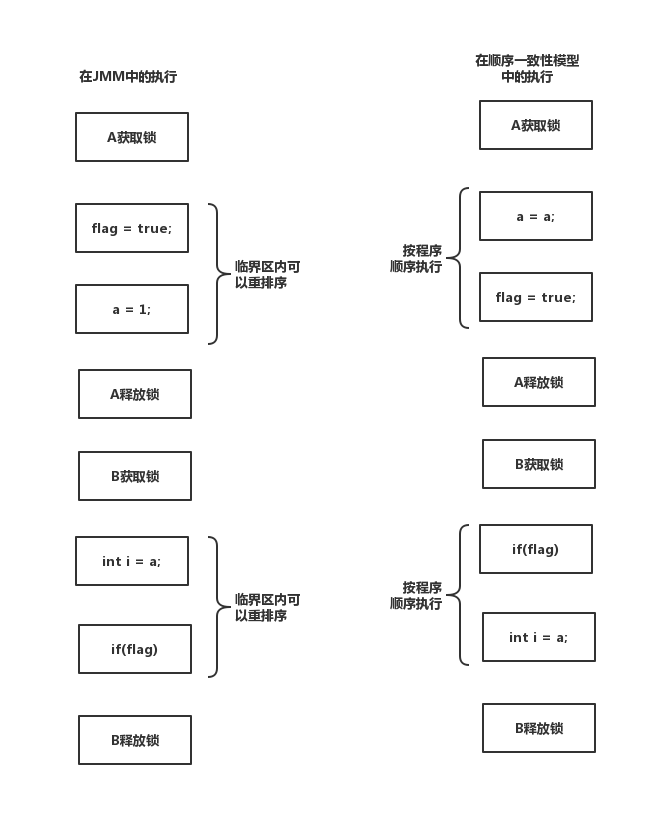 在JMM中的执行
A获取锁
flag = true;
a = 1;
临界区内可
以重排序
A释放锁
B获取锁
int i = a;
if(flag)
临界区内可
以重排序
B释放锁
在顺序一致性模型
中的执行
A获取锁
a = a;
flag = true;
按程序
顺序执行
A释放锁
B获取锁
if(flag)
int i = a;
按程序
顺序执行
B释放锁